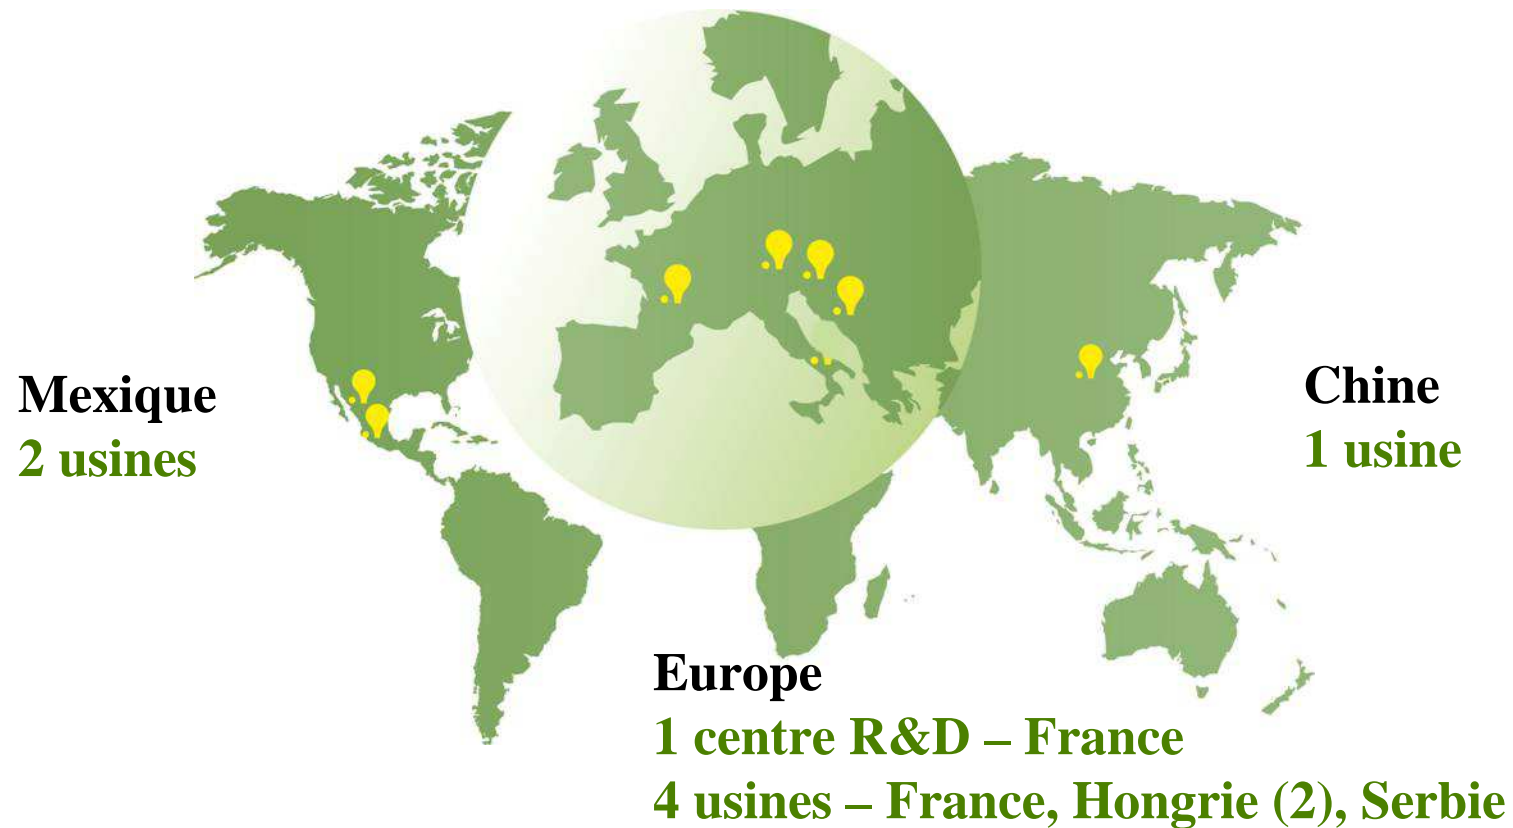 Mexique
2 usines
Chine
1 usine
Europe
1 centre R&D – France
4 usines – France, Hongrie (2), Serbie